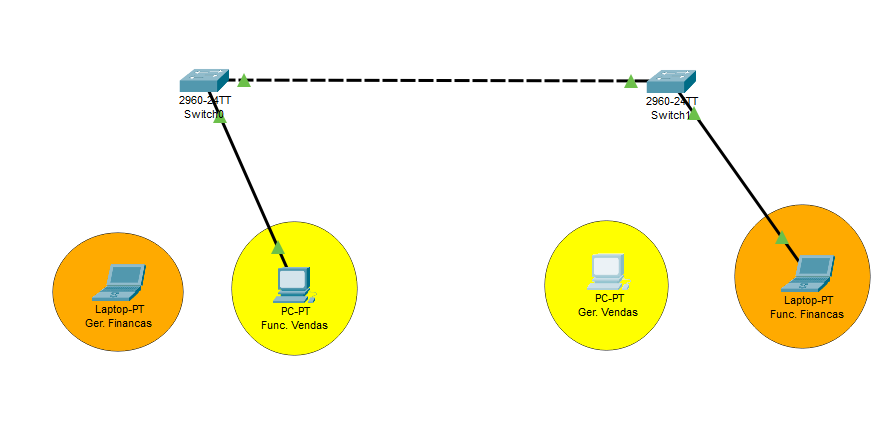 2960-24TT
Switch0
2960-24TT
Switch1
Laptop-PT
Ger. Financas
PC-PT
Func. Vendas
PC-PT
Ger. Vendas
Laptop-PT
Func. Financas